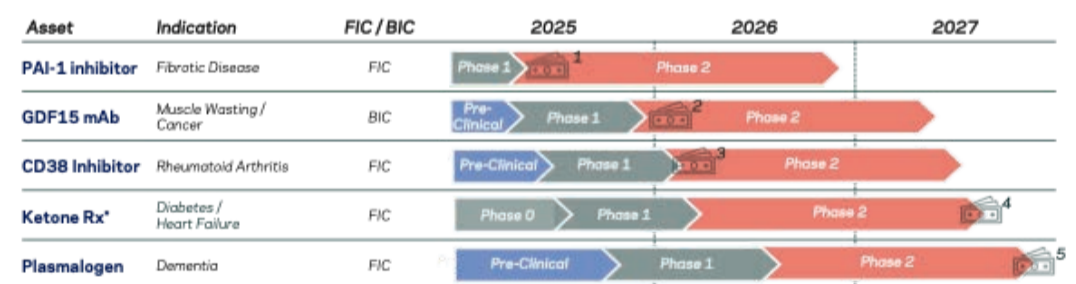 Asset Indication FIC / BIC 2025 2026 2027
PAI-1 inhibitor Fibrotic Disease FIC Phase 1 1 Phase 2
GDF15 mAb Muscle Wasting / Cancer BIC Pre-Clinical Phase 1 2 Phase 2
CD38 Inhibitor Rheumatoid Arthritis FIC Pre-Clinical Phase 1 3 Phase 2
Ketone Rx* Diabetes / Heart Failure FIC Phase 0 Phase 1 Phase 2 4
Plasmalogen Dementia FIC Pre-Clinical Phase 1 Phase 2 5